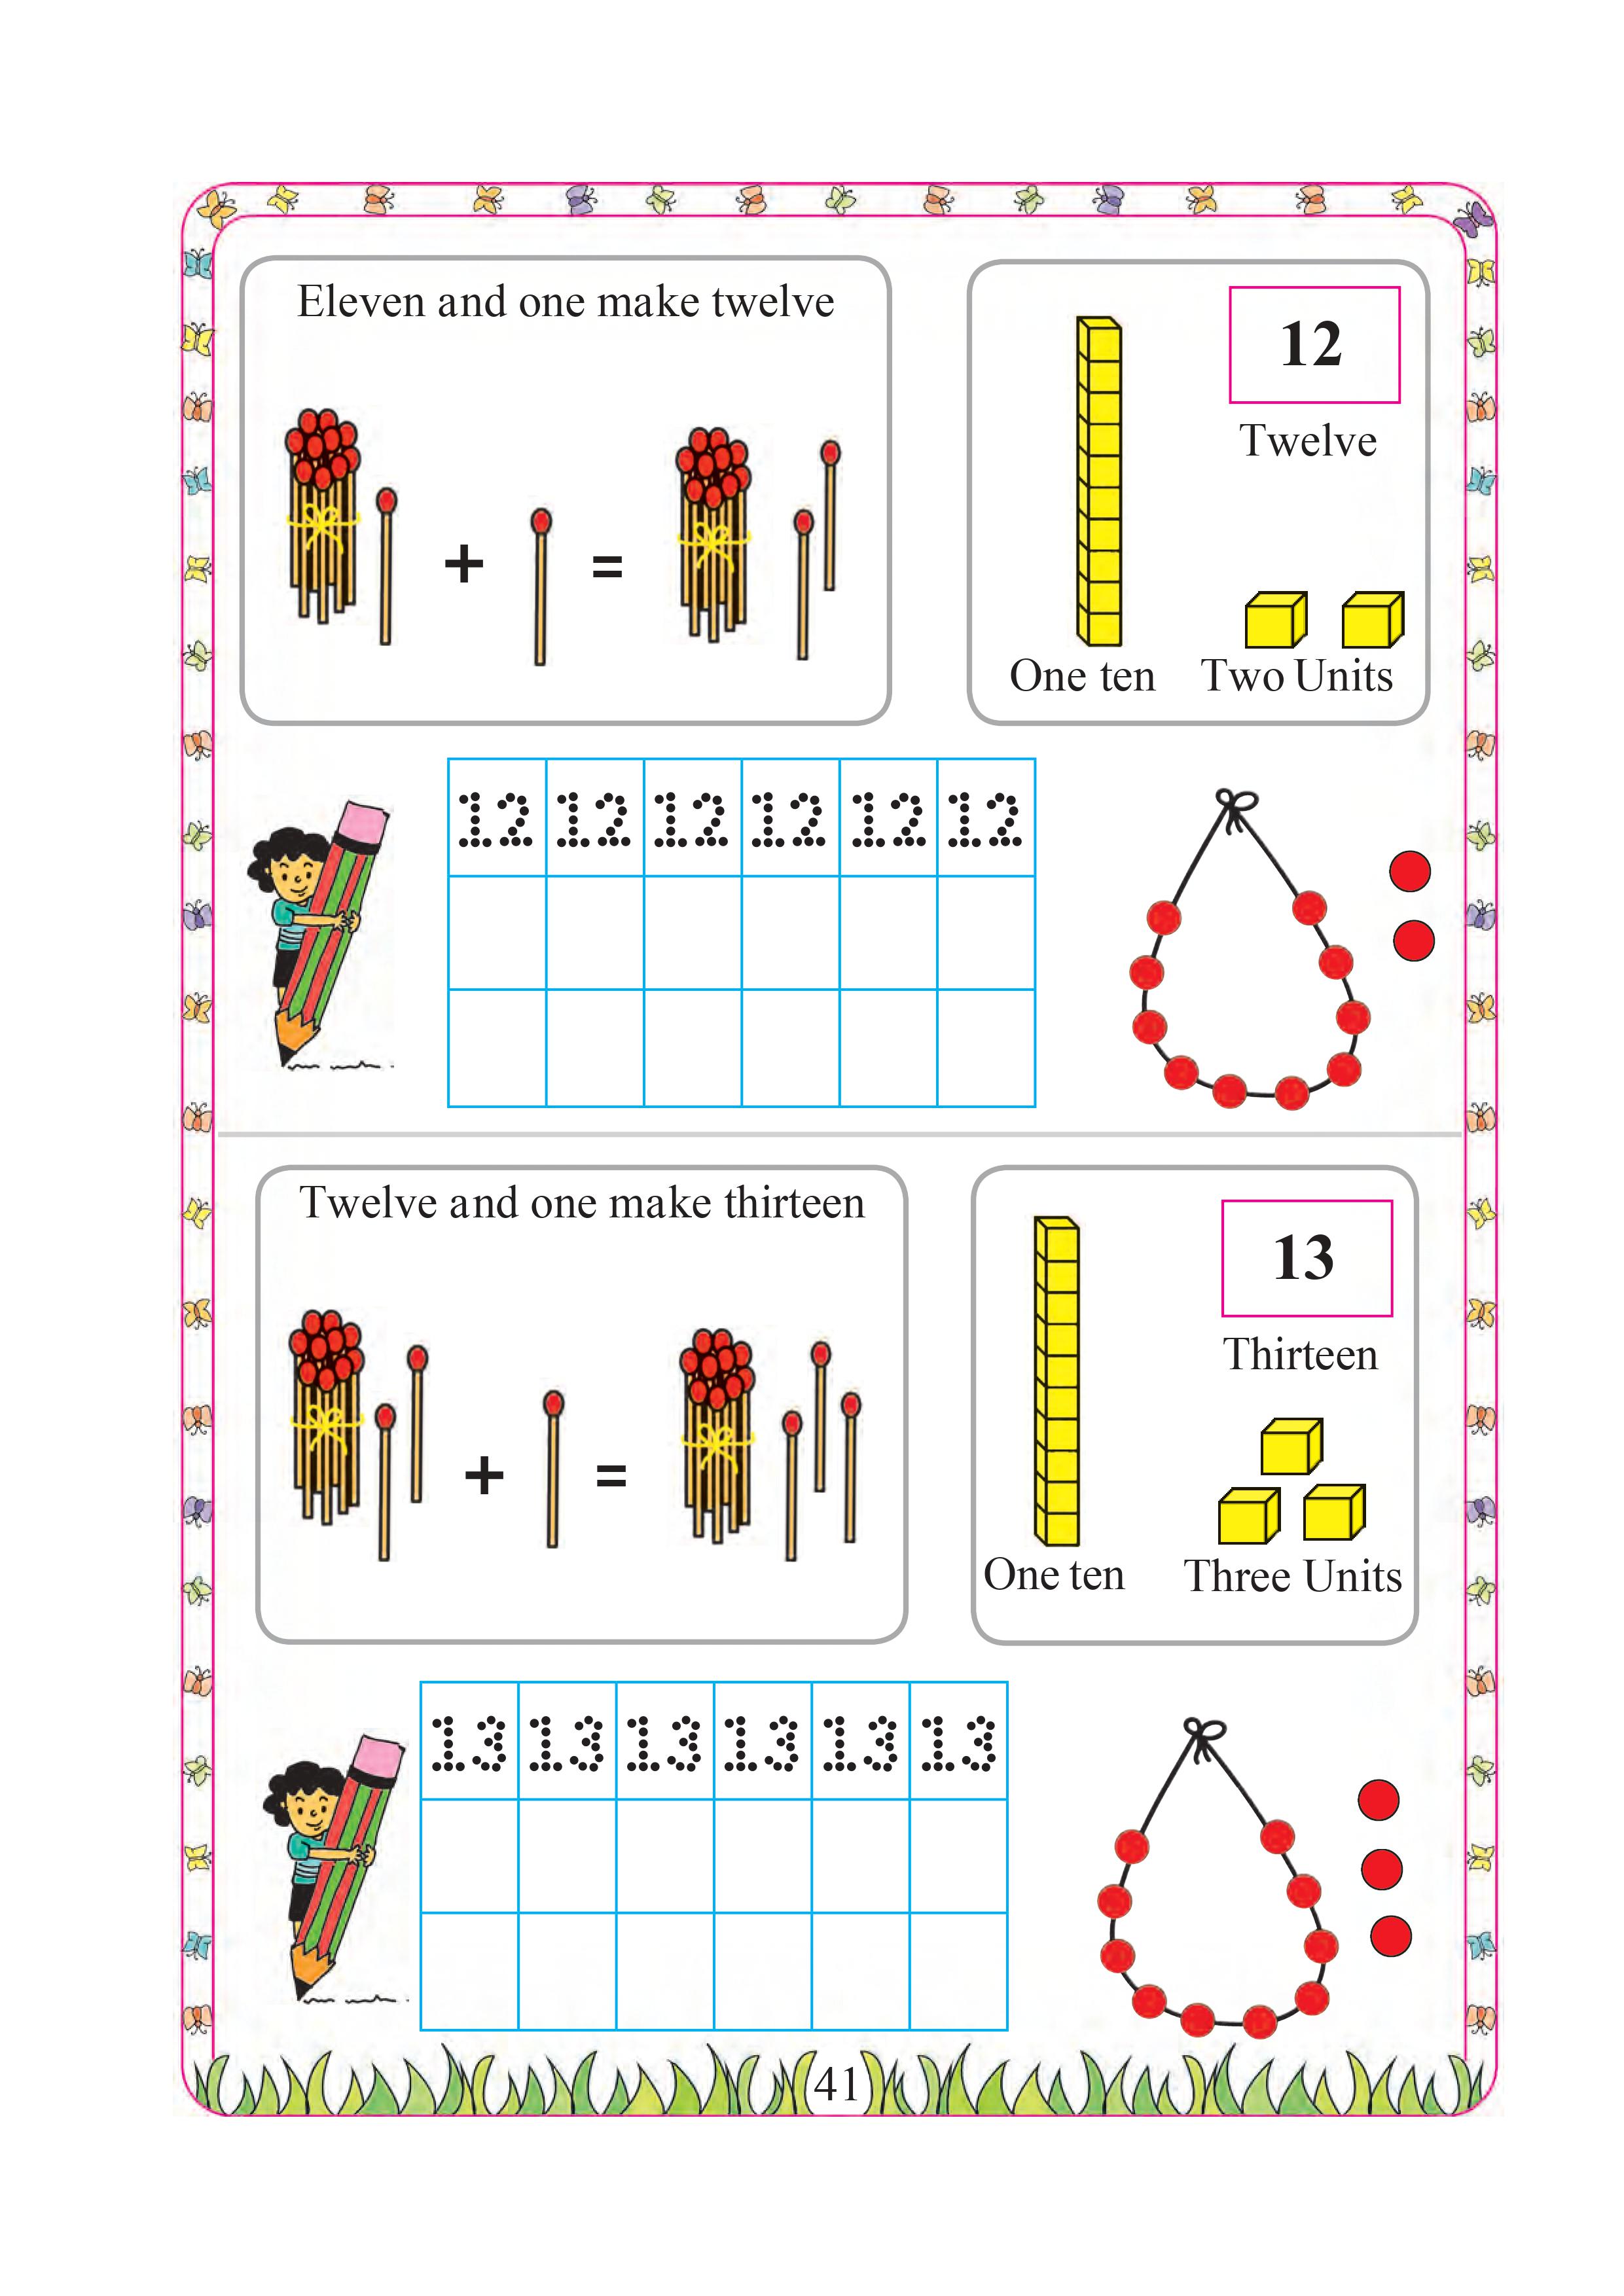 Eleven and one make twelve
+ =
12
Twelve
One ten Two Units
12 12 12 12 12 12
Twelve and one make thirteen
+ =
13
Thirteen
One ten Three Units
13 13 13 13 13 13
41